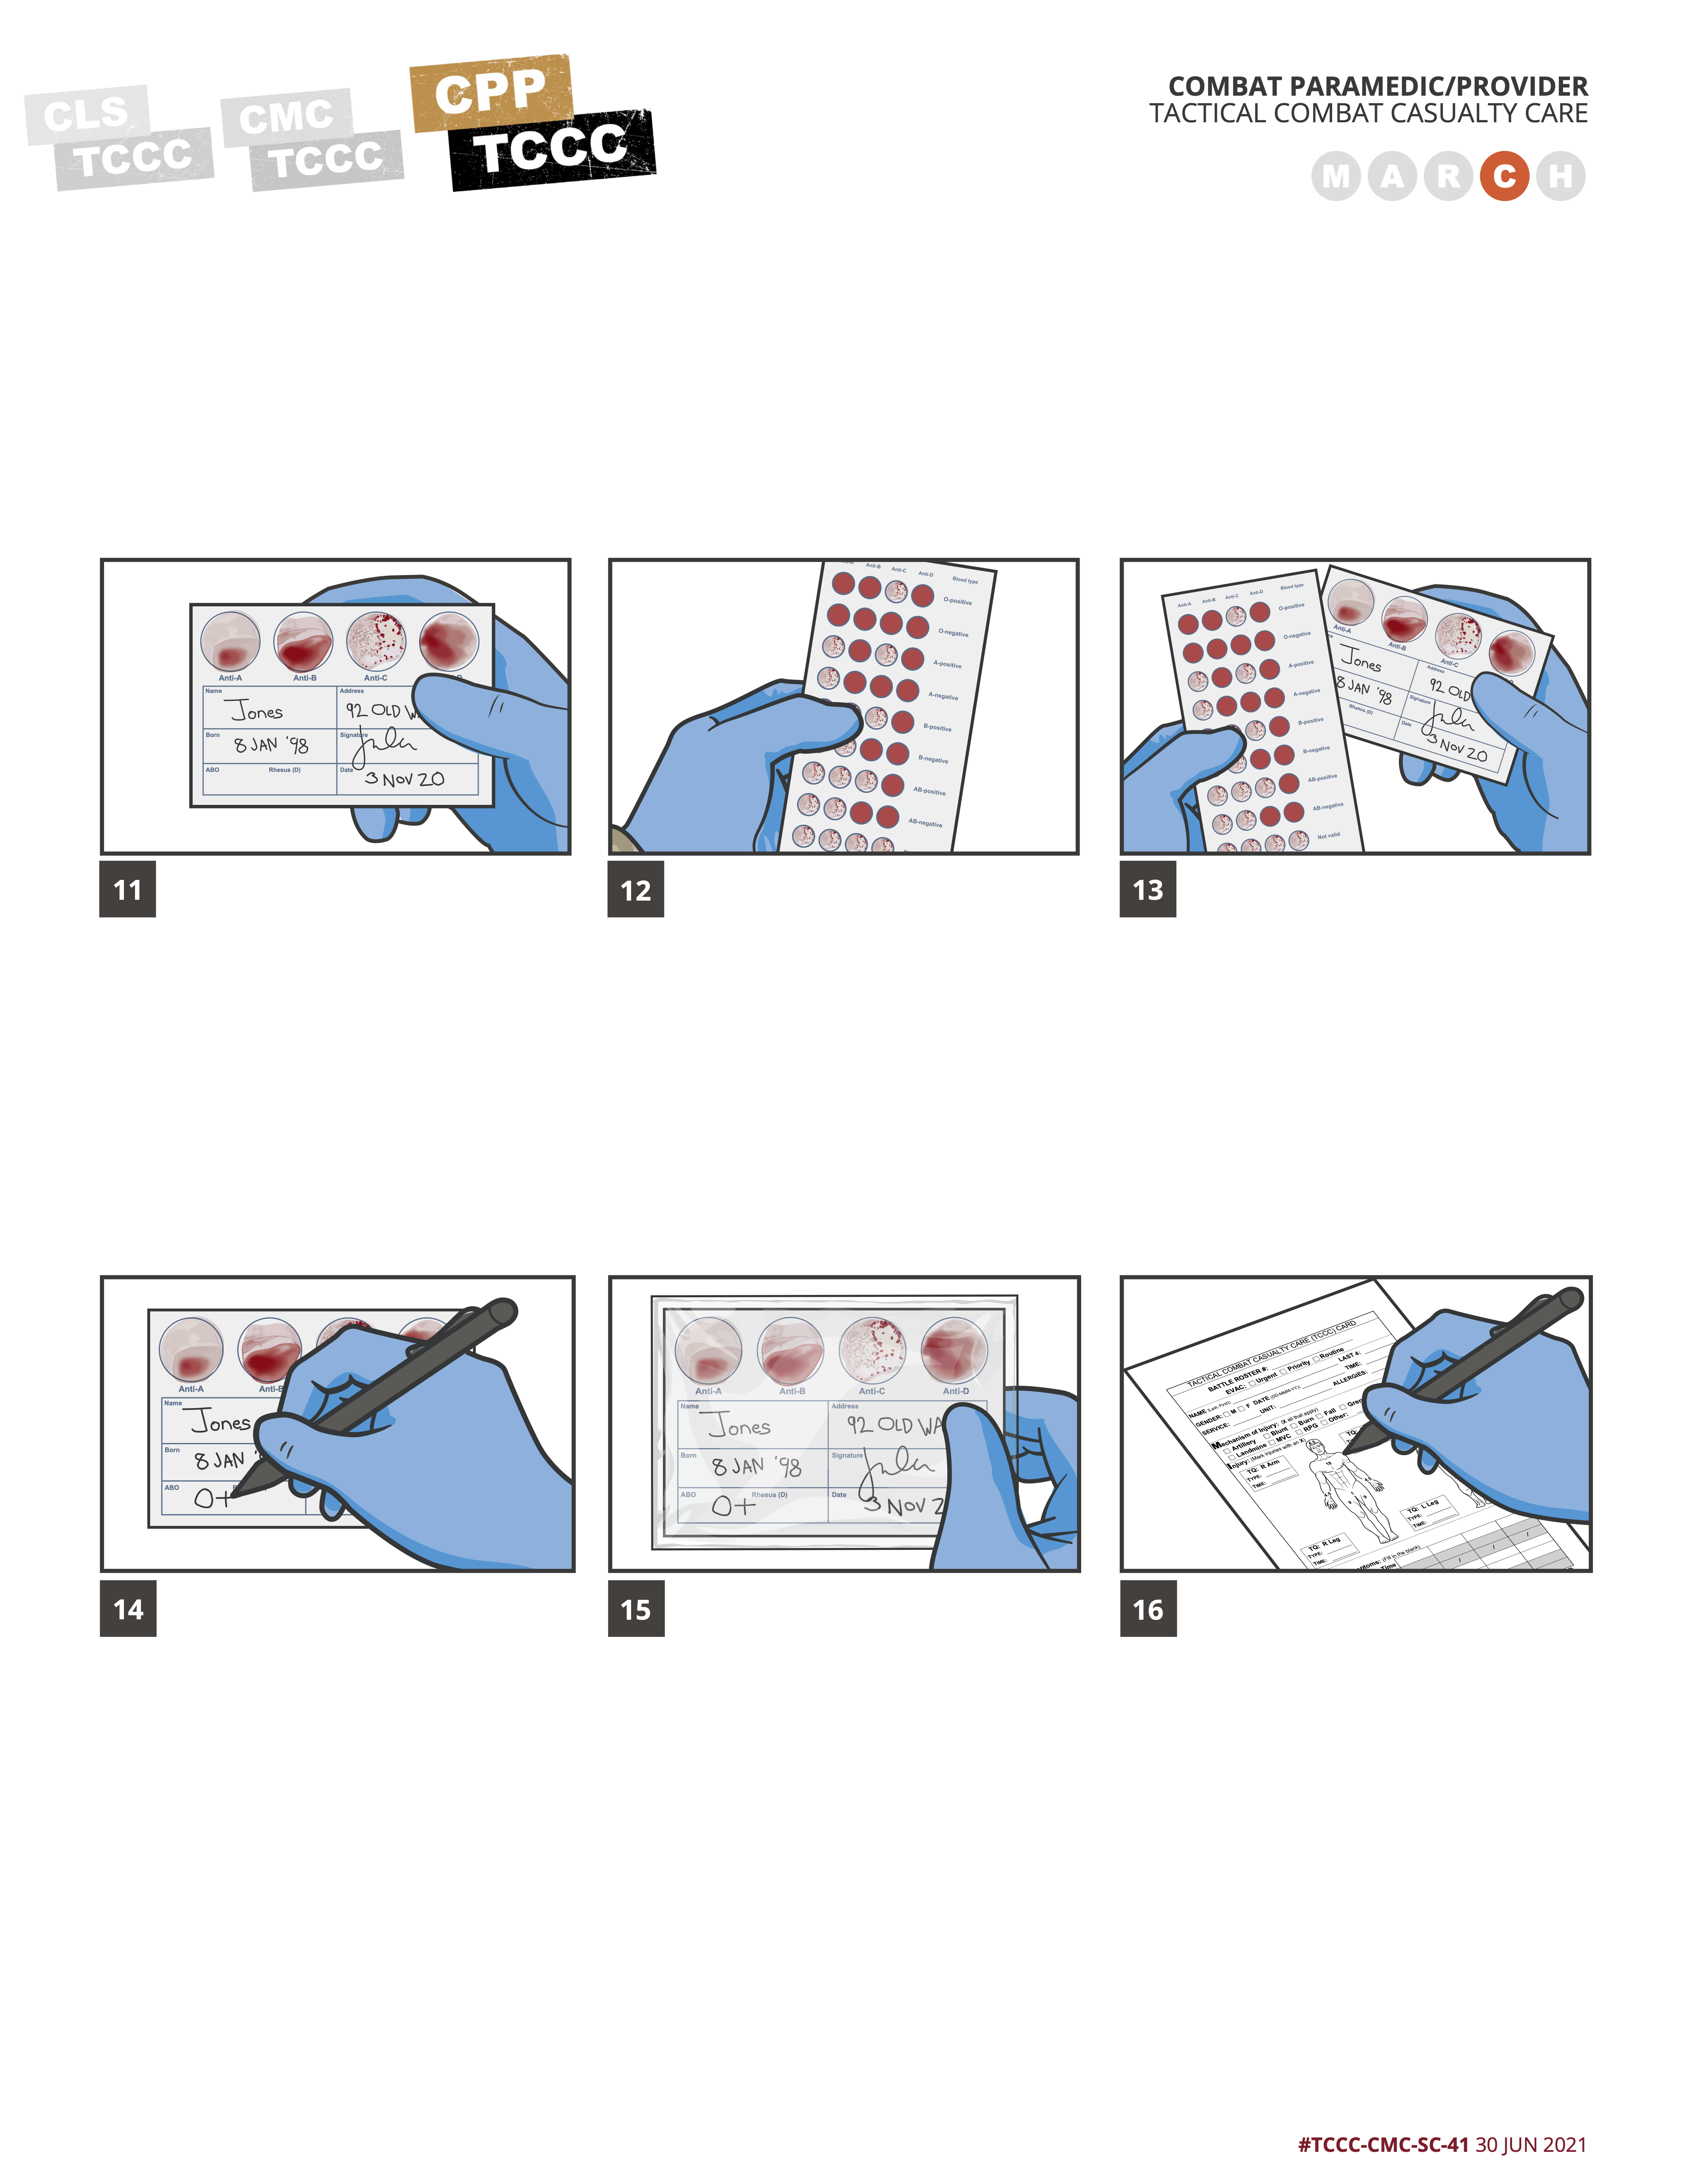 CLS
TCCC
CMC
TCCC
CPP
TCCC
COMBAT PARAMEDIC/PROVIDER
TACTICAL COMBAT CASUALTY CARE
M A R C H
Anti-A Anti-B Anti-C
Name Address
Jones 92 OLD
Born Signature
8 JAN '98
ABO Rhesus (D) Date
3 NOV 20
11
Anti-B Anti-C Anti-D Blood type
O-positive
O-negative
A-positive
A-negative
B-positive
B-negative
AB-positive
AB-negative
12
Anti-A Anti-B Anti-C Anti-D Blood type
O-positive
O-negative
A-positive
A-negative
B-positive
B-negative
AB-positive
AB-negative
Not valid
Anti-A Anti-B Anti-C
Address
Jones 92 OLD
Signature
8 JAN '98
Rhesus (D) Date
3 NOV 20
13
Anti-A
Name
Jones
Born
8 JAN
ABO
O+
14
Anti-A Anti-B Anti-C Anti-D
Name Address
Jones 92 OLD WA
Born Signature
8 JAN '98
ABO Rhesus (D) Date
O+ 3 NOV 2
15
TACTICAL COMBAT CASUALTY CARE (TCCC) CARD
BATTLE ROSTER #:
EVAC: Urgent Priority Routine
NAME (Last, First): LAST 4:
GENDER: M F DATE (DD-MMM-YY): TIME:
SERVICE: UNIT: ALLERGIES:
Mechanism of Injury: (X all that apply)
Artillery Blunt Burn Fall
Landmine MVC RPG Other:
Injury: (Mark injuries with an X)
TQ: R Arm
TYPE:
TIME:
TQ: L Leg
TYPE:
TIME:
TQ: R Leg
TYPE:
TIME:
(Fill in the blank)
Time
16
#TCCC-CMC-SC-41 30 JUN 2021